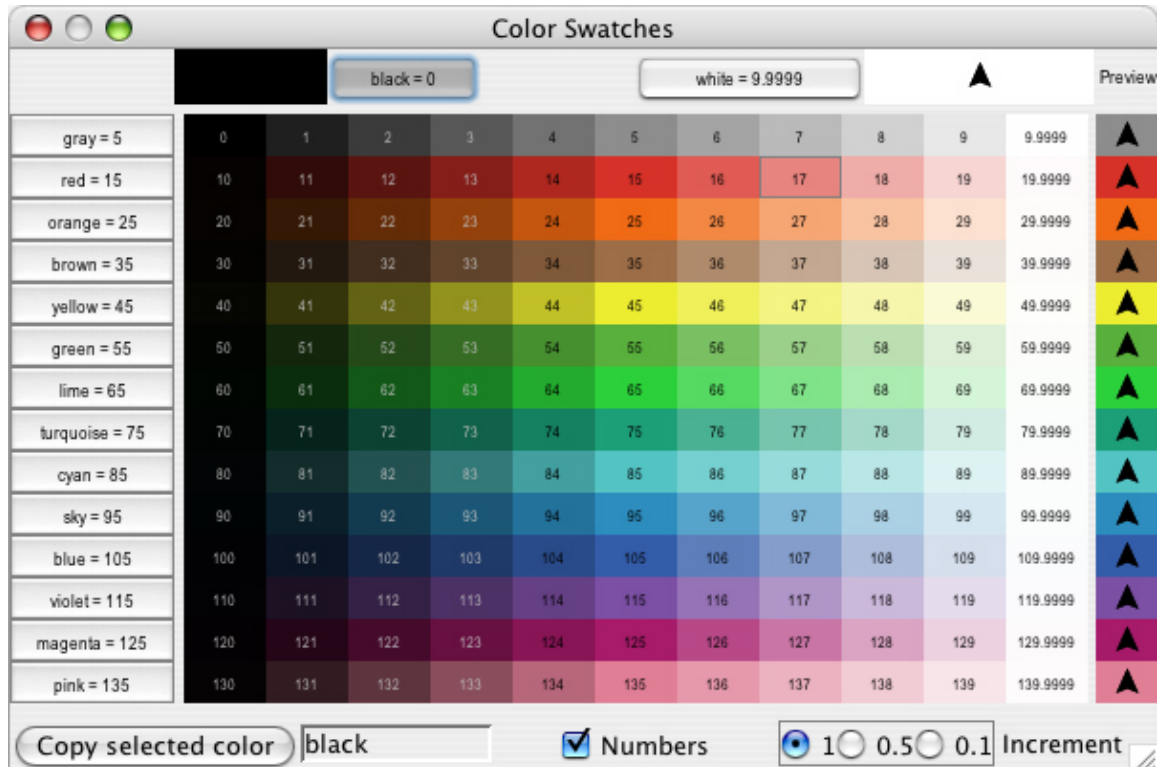 Color Swatches
black = 0 white = 9.9999 Preview
gray = 5 0 1 2 3 4 5 6 7 8 9 9.9999
red = 15 10 11 12 13 14 15 16 17 18 19 19.9999
orange = 25 20 21 22 23 24 25 26 27 28 29 29.9999
brown = 35 30 31 32 33 34 35 36 37 38 39 39.9999
yellow = 45 40 41 42 43 44 45 46 47 48 49 49.9999
green = 55 50 51 52 53 54 55 56 57 58 59 59.9999
lime = 65 60 61 62 63 64 65 66 67 68 69 69.9999
turquoise = 75 70 71 72 73 74 75 76 77 78 79 79.9999
cyan = 85 80 81 82 83 84 85 86 87 88 89 89.9999
sky = 95 90 91 92 93 94 95 96 97 98 99 99.9999
blue = 105 100 101 102 103 104 105 106 107 108 109 109.9999
violet = 115 110 111 112 113 114 115 116 117 118 119 119.9999
magenta = 125 120 121 122 123 124 125 126 127 128 129 129.9999
pink = 135 130 131 132 133 134 135 136 137 138 139 139.9999
Copy selected color black Numbers 1 0.5 0.1 Increment